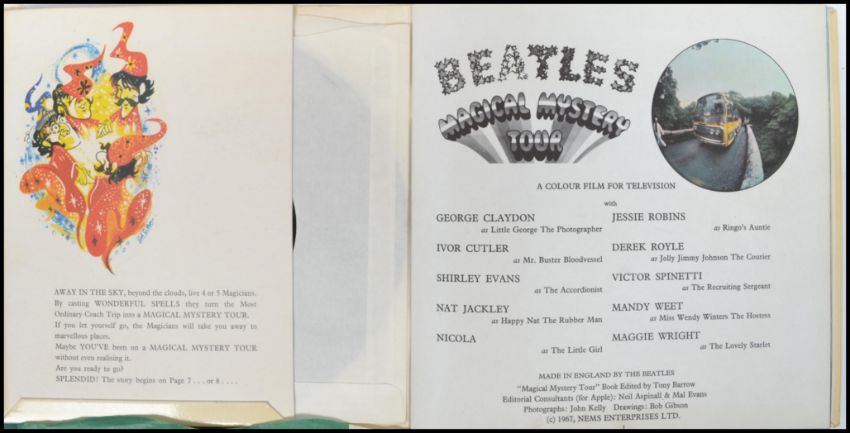 AWAY IN THE SKY, beyond the clouds, live 4 or 5 Magicians.
By casting WONDERFUL SPELLS they turn the Most
Ordinary Coach Trip into a MAGICAL MYSTERY TOUR.
If you let yourself go, the Magicians will take you away to
marvellous places.
Maybe YOU'VE been on a MAGICAL MYSTERY TOUR
without even realising it.
Are you ready to go?
SPLENDID! The story begins on Page 7 ... or 8 ....
BEATLES
MAGICAL MYSTERY
TOUR
A COLOUR FILM FOR TELEVISION
with
GEORGE CLAYDON
as Little George The Photographer
IVOR CUTLER
as Mr. Buster Bloodvessel
SHIRLEY EVANS
as The Accordionist
NAT JACKLEY
as Happy Nat The Rubber Man
NICOLA
as The Little Girl
JESSIE ROBINS
as Ringo's Auntie
DEREK ROYLE
as Jolly Jimmy Johnson The Courier
VICTOR SPINETTI
as The Recruiting Sergeant
MANDY WEET
as Miss Wendy Winters The Hostess
MAGGIE WRIGHT
as The Lovely Starlet
MADE IN ENGLAND BY THE BEATLES
"Magical Mystery Tour" Book Edited by Tony Barrow
Editorial Consultants (for Apple): Neil Aspinall & Mal Evans
Photographs: John Kelly Drawings: Bob Gibson
(c) 1967, NEMS ENTERPRISES LTD.